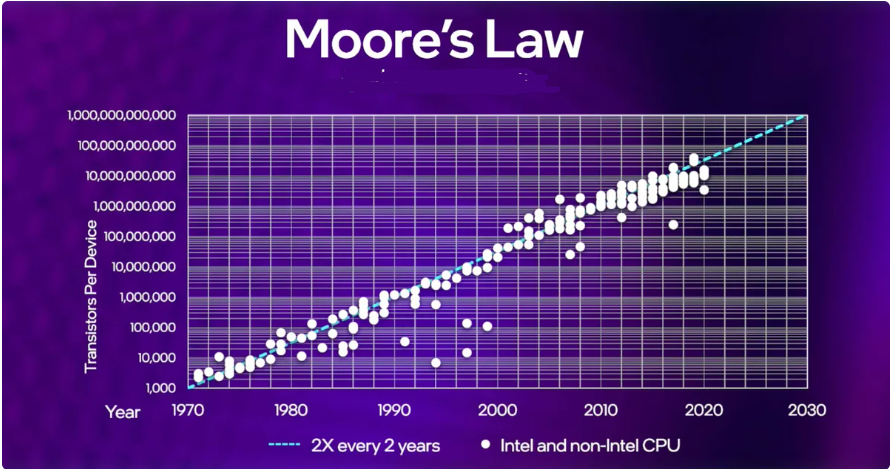 Moore's Law
1,000,000,000,000
100,000,000,000
10,000,000,000
1,000,000,000
100,000,000
10,000,000
1,000,000
100,000
10,000
1,000
Transistors Per Device
Year
1970 1980 1990 2000 2010 2020 2030
2X every 2 years Intel and non-Intel CPU